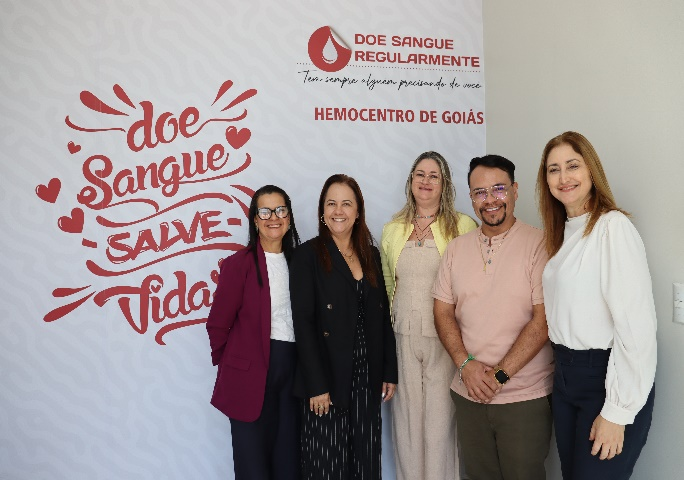 DOE SANGUE
REGULARMENTE
Tem sempre alguém precisando de você
HEMOCENTRO DE GOIÁS
doe
Sangue
SALVE
Vidas